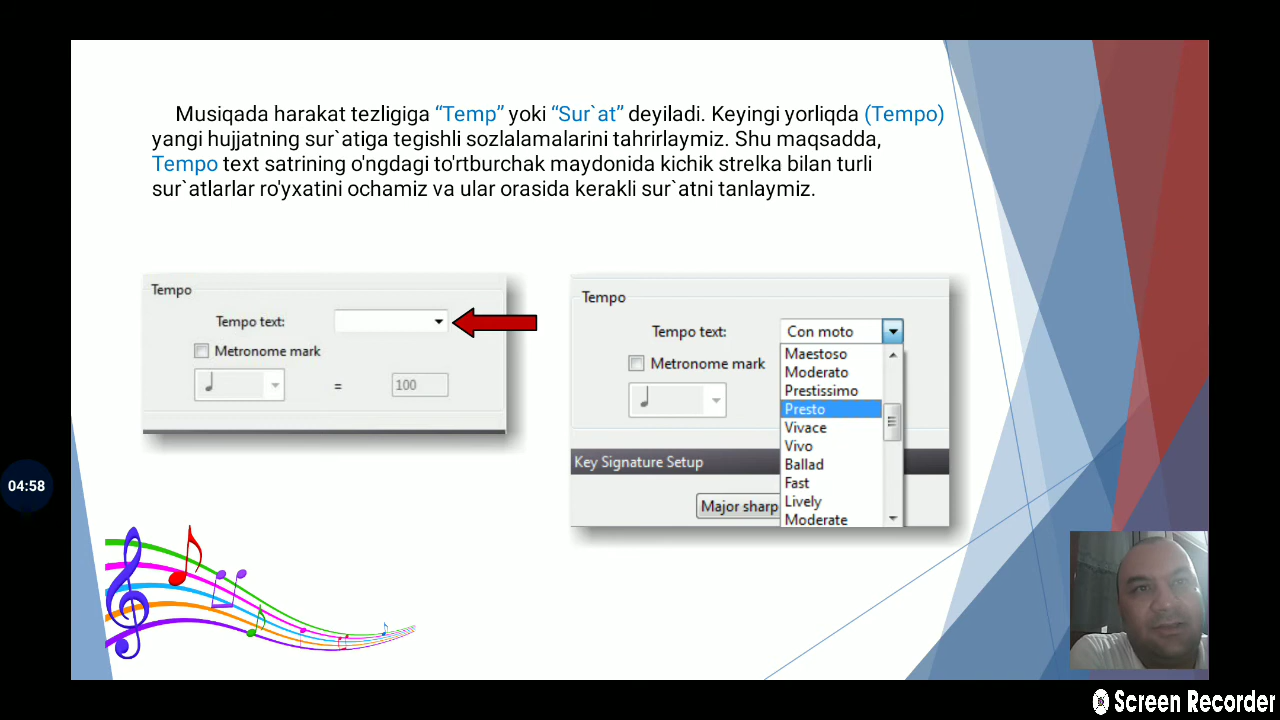 Musiqada harakat tezligiga “Temp” yoki “Sur`at” deyiladi. Keyingi yorliqda (Tempo)
yangi hujjatning sur`atiga tegishli sozlalamalarini tahrirlaymiz. Shu maqsadda,
Tempo text satrining o'ngdagi to'rtburchak maydonida kichik strelka bilan turli
sur`atlarlar ro'yxatini ochamiz va ular orasida kerakli sur`atni tanlaymiz.
Tempo
Tempo text:
Metronome mark
=
100
Tempo
Tempo text:
Con moto
Metronome mark
Maestoso
Moderato
Prestissimo
Presto
Vivace
Vivo
Ballad
Fast
Lively
Moderate
Key Signature Setup
Major sharp
04:58
Screen Recorder